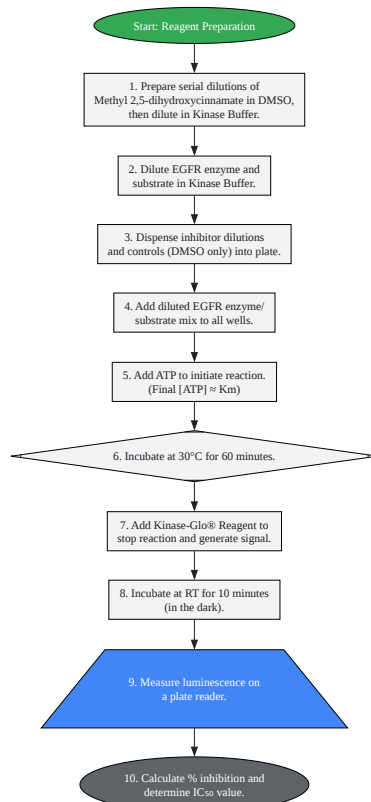 Start: Reagent Preparation
1. Prepare serial dilutions of
Methyl 2,5-dihydroxycinnamate in DMSO,
then dilute in Kinase Buffer.
2. Dilute EGFR enzyme and
substrate in Kinase Buffer.
3. Dispense inhibitor dilutions
and controls (DMSO only) into plate.
4. Add diluted EGFR enzyme/
substrate mix to all wells.
5. Add ATP to initiate reaction.
(Final [ATP] ≈ Km)
6. Incubate at 30°C for 60 minutes.
7. Add Kinase-Glo® Reagent to
stop reaction and generate signal.
8. Incubate at RT for 10 minutes
(in the dark).
9. Measure luminescence on
a plate reader.
10. Calculate % inhibition and
determine IC₅₀ value.